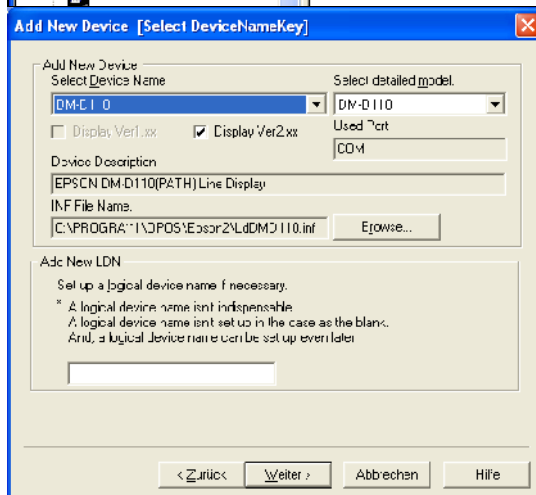 Add New Device [Select DeviceNameKey]
Add New Device
Select Device Name
Select detailed model.
DM-D110
DM-D110
Display Ver1.xx
Display Ver2.xx
Used Port
COM
Device Description
EPSON DM-D110(PATH) Line Display
INF File Name.
C:\PROGRA~1\OPOS\Epson2\LdDMD110.inf
Browse...
Add New LDN
Set up a logical device name if necessary.
* A logical device name isn't indispensable
A logical device name isn't set up in the case as the blank.
And, a logical device name can be set up even later
< Zurück
Weiter >
Abbrechen
Hilfe